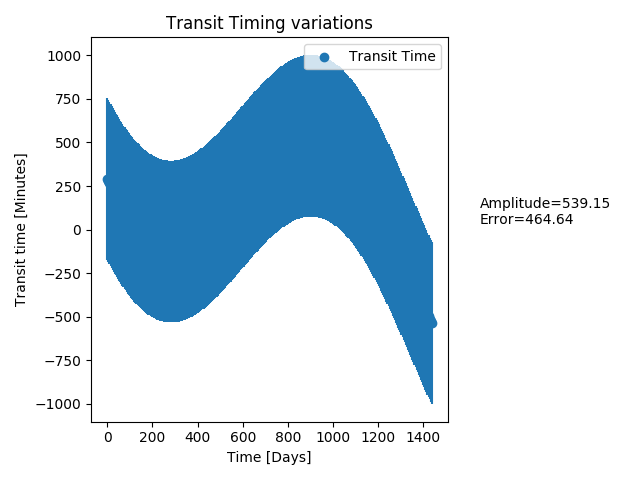 Transit Timing variations
Transit Time
1000
750
500
250
0
−250
−500
−750
−1000
Transit time [Minutes]
Amplitude=539.15
Error=464.64
0 200 400 600 800 1000 1200 1400
Time [Days]